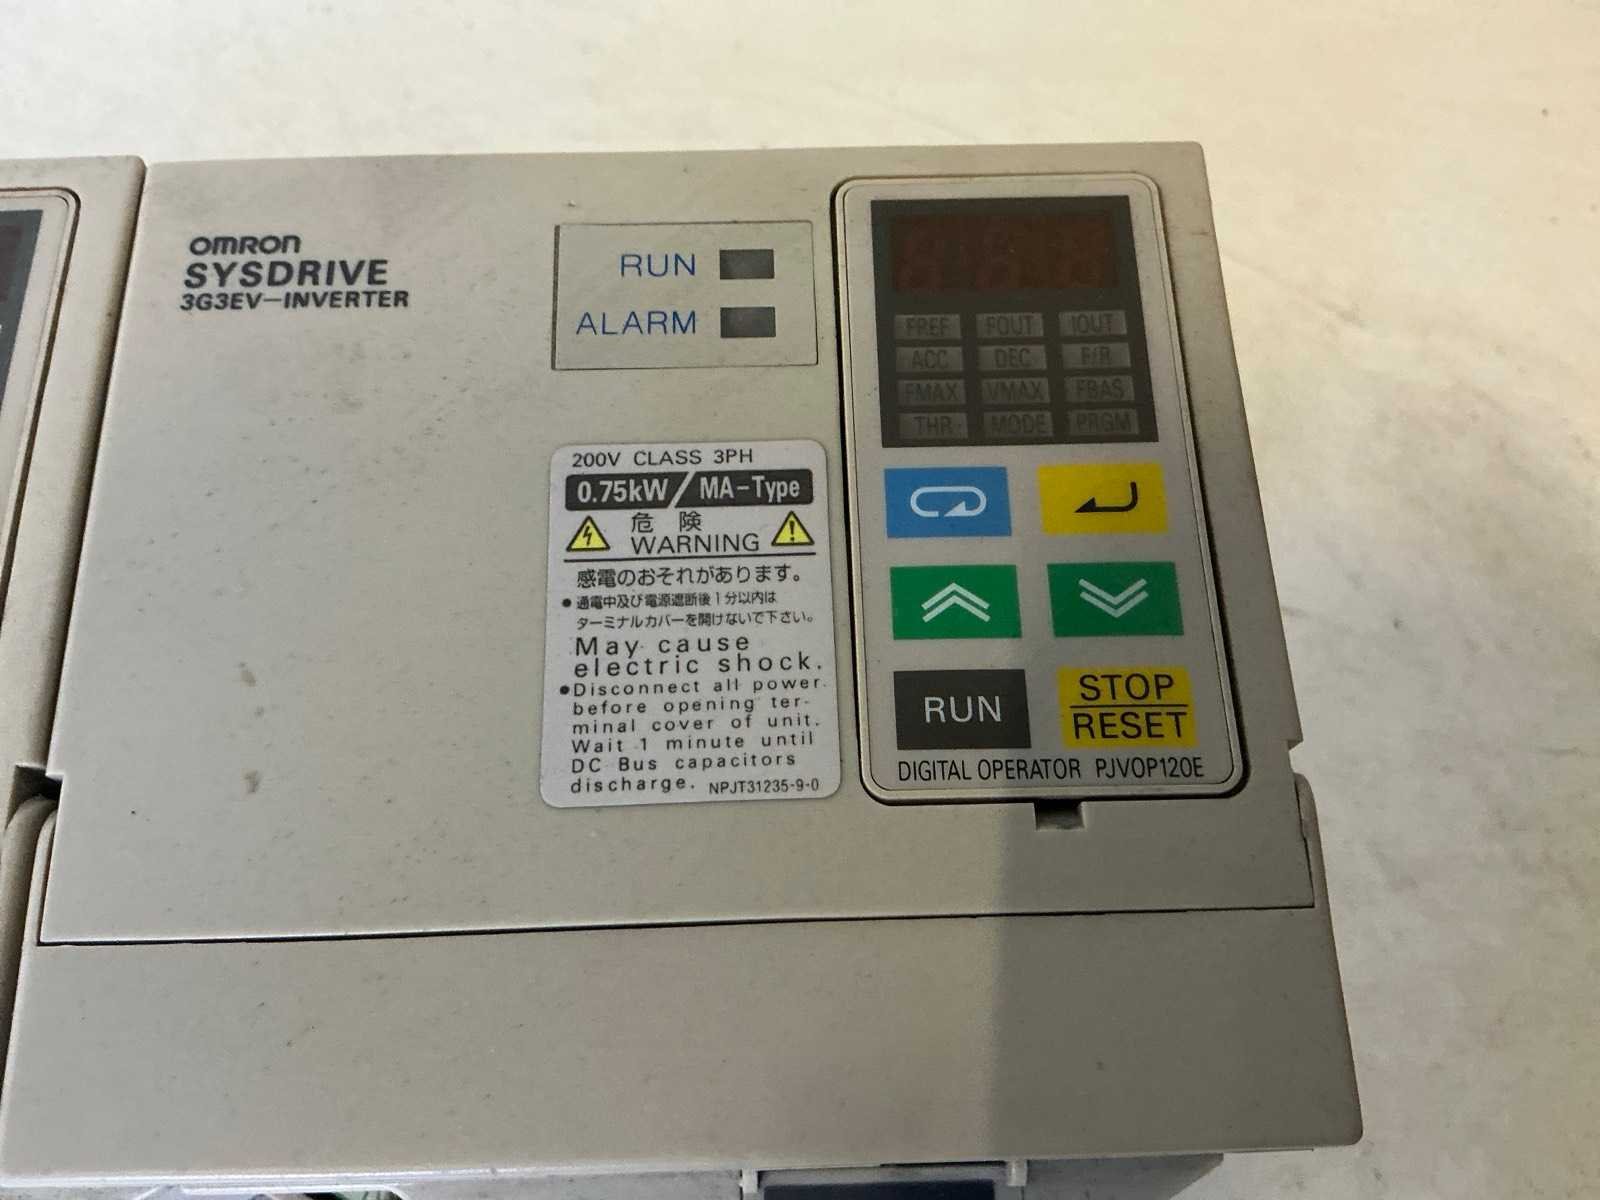 OMRON
SYSDRIVE
3G3EV-INVERTER
RUN
ALARM
200V CLASS 3PH
0.75kW/MA-Type
危険
WARNING
感電のおそれがあります。
●通電中及び電源遮断後1分以内は
ターミナルカバーを開けないで下さい。
May cause
electric shock.
●Disconnect all power
before opening ter-
minal cover of unit.
Wait 1 minute until
DC Bus capacitors
discharge. NPJT31235-9-0
FREF FOUT IOUT
ACC DEC F/R
FMAX VMAX FBAS
THR MODE PRGM
RUN
STOP
RESET
DIGITAL OPERATOR PJVOP120E